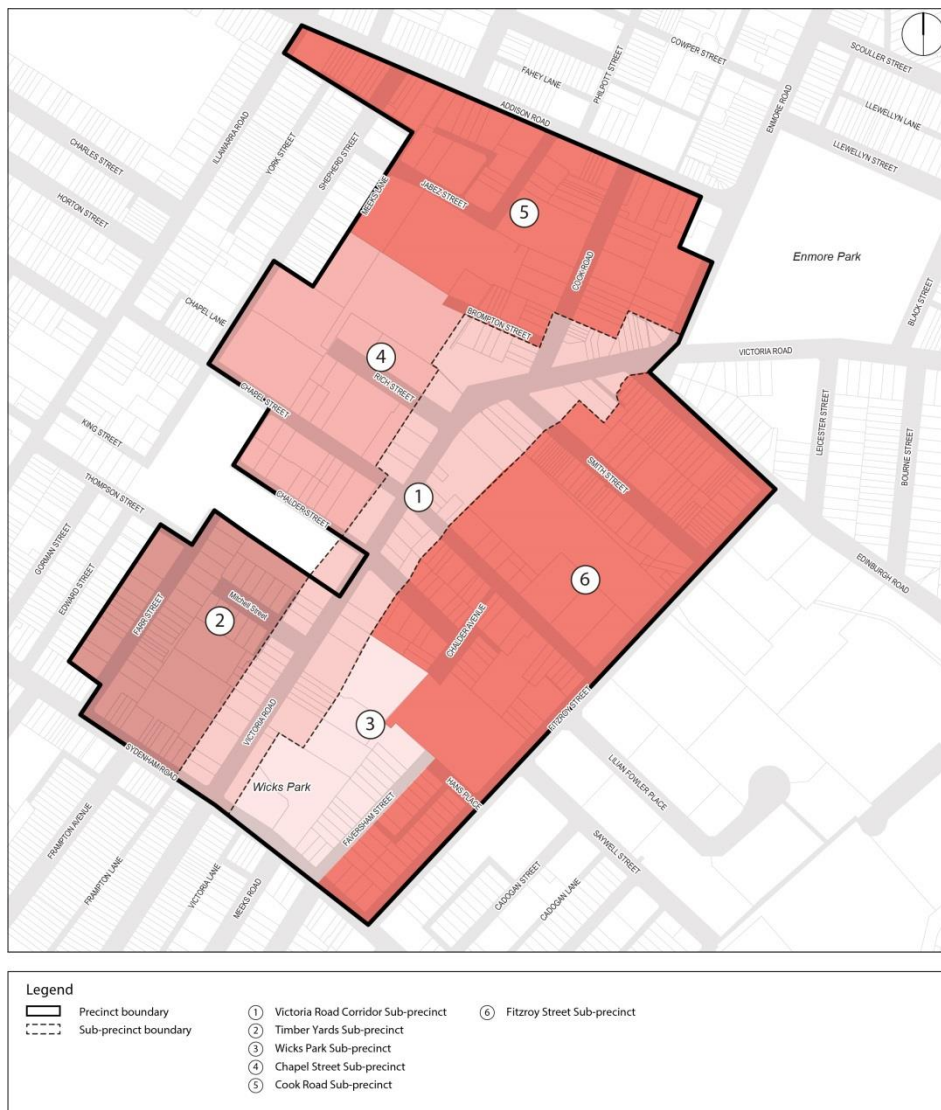 SCOULLER STREET
COWPER STREET
FAHEY LANE
PHILPOTT STREET
ENMORE ROAD
LLEWELLYN LANE
ADDISON ROAD
LLEWELLYN STREET
ILLAWARRA ROAD
YORK STREET
SHEPHERD STREET
CHARLES STREET
HORTON STREET
MEEKS LANE
JABEZ STREET
5
COOK ROAD
Enmore Park
BLACK STREET
CHAPEL LANE
BROMPTON STREET
4
RICH STREET
VICTORIA ROAD
CHAPEL STREET
LEICESTER STREET
BOURNE STREET
KING STREET
THOMPSON STREET
CHALDER STREET
1
SMITH STREET
GORMAN STREET
EDWARD STREET
EDINBURGH ROAD
FARR STREET
Mitchell Street
2
6
CHALDER AVENUE
VICTORIA ROAD
3
FITZROY STREET
SYDENHAM ROAD
Wicks Park
HANS PLACE
LILIAN FOWLER PLACE
FAVERSHAM STREET
FRAMPTON AVENUE
FRAMPTON LANE
VICTORIA LANE
MEEKS ROAD
SAYWELL STREET
CADOGAN STREET
CADOGAN LANE
Legend
Precinct boundary
Sub-precinct boundary
1 Victoria Road Corridor Sub-precinct
2 Timber Yards Sub-precinct
3 Wicks Park Sub-precinct
4 Chapel Street Sub-precinct
5 Cook Road Sub-precinct
6 Fitzroy Street Sub-precinct